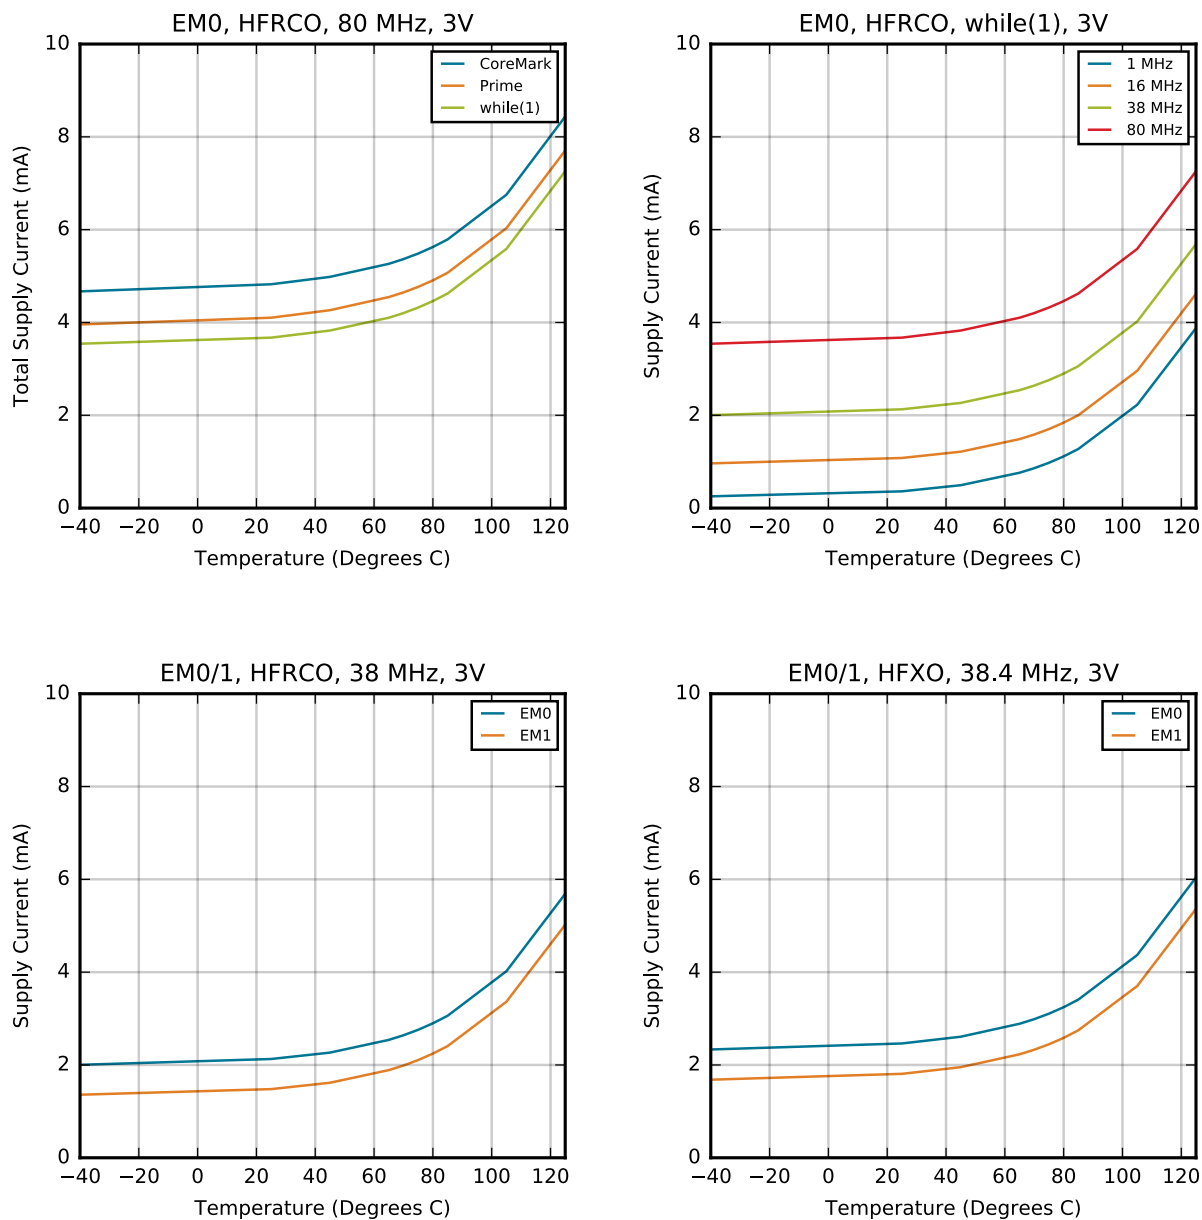 EM0, HFRCO, 80 MHz, 3V
Total Supply Current (mA)
10
8
6
4
2
0
CoreMark
Prime
while(1)
−40 −20 0 20 40 60 80 100 120
Temperature (Degrees C)
EM0, HFRCO, while(1), 3V
Supply Current (mA)
10
8
6
4
2
0
1 MHz
16 MHz
38 MHz
80 MHz
−40 −20 0 20 40 60 80 100 120
Temperature (Degrees C)
EM0/1, HFRCO, 38 MHz, 3V
Supply Current (mA)
10
8
6
4
2
0
EM0
EM1
−40 −20 0 20 40 60 80 100 120
Temperature (Degrees C)
EM0/1, HFXO, 38.4 MHz, 3V
Supply Current (mA)
10
8
6
4
2
0
EM0
EM1
−40 −20 0 20 40 60 80 100 120
Temperature (Degrees C)